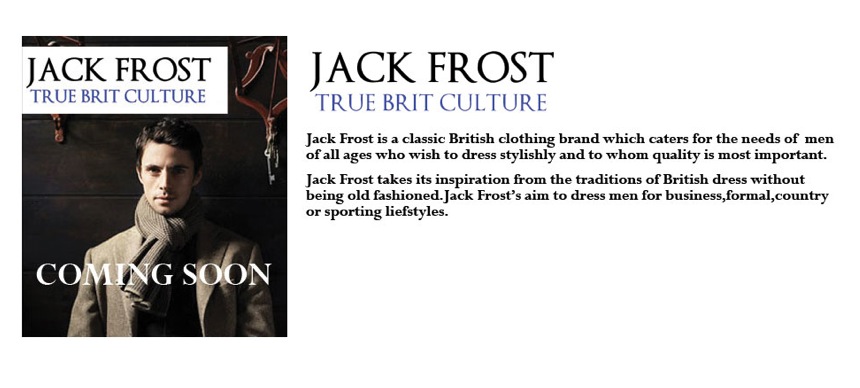 JACK FROST
TRUE BRIT CULTURE
COMING SOON
JACK FROST
TRUE BRIT CULTURE
Jack Frost is a classic British clothing brand which caters for the needs of men
of all ages who wish to dress stylishly and to whom quality is most important.
Jack Frost takes its inspiration from the traditions of British dress without
being old fashioned.Jack Frost's aim to dress men for business,formal,country
or sporting liefstyles.